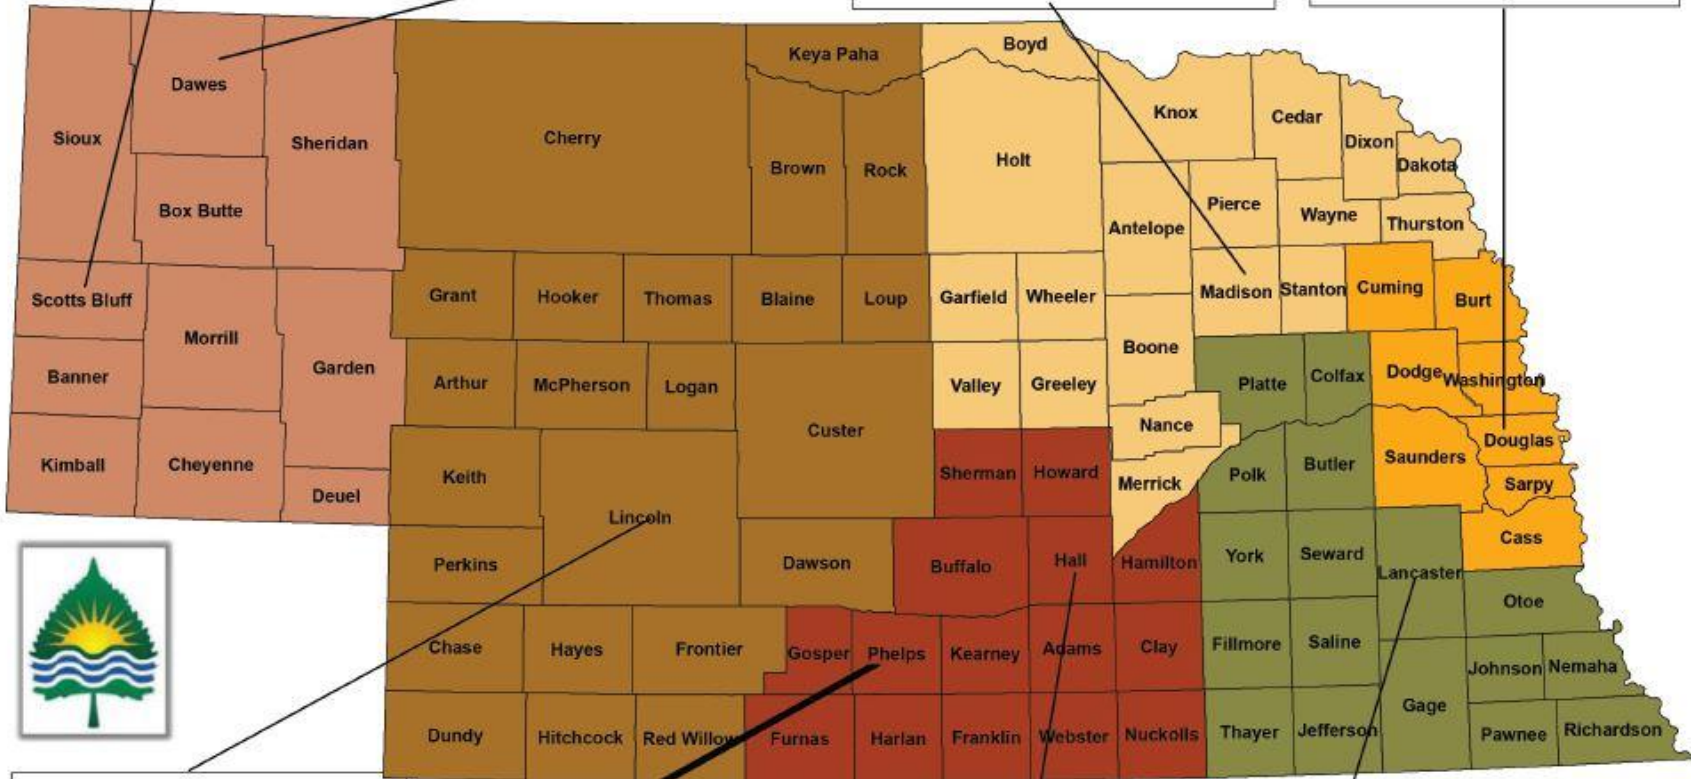 Keya Paha
Boyd
Dawes
Knox
Cedar
Sioux
Sheridan
Cherry
Dixon
Holt
Brown
Rock
Dakota
Box Butte
Pierce
Wayne
Thurston
Antelope
Scotts Bluff
Grant
Hooker
Thomas
Blaine
Loup
Garfield
Wheeler
Madison
Stanton
Cuming
Burt
Morrill
Boone
Banner
Garden
Arthur
McPherson
Logan
Valley
Greeley
Platte
Colfax
Dodge
Washington
Custer
Nance
Douglas
Kimball
Cheyenne
Keith
Sherman
Howard
Merrick
Polk
Butler
Saunders
Sarpy
Deuel
Lincoln
Perkins
Dawson
Buffalo
Hall
Hamilton
York
Seward
Lancaster
Cass
Otoe
Chase
Hayes
Frontier
Gosper
Phelps
Kearney
Adams
Clay
Fillmore
Saline
Johnson
Nemaha
Dundy
Hitchcock
Red Willow
Furnas
Harlan
Franklin
Webster
Nuckolls
Thayer
Jefferson
Gage
Pawnee
Richardson